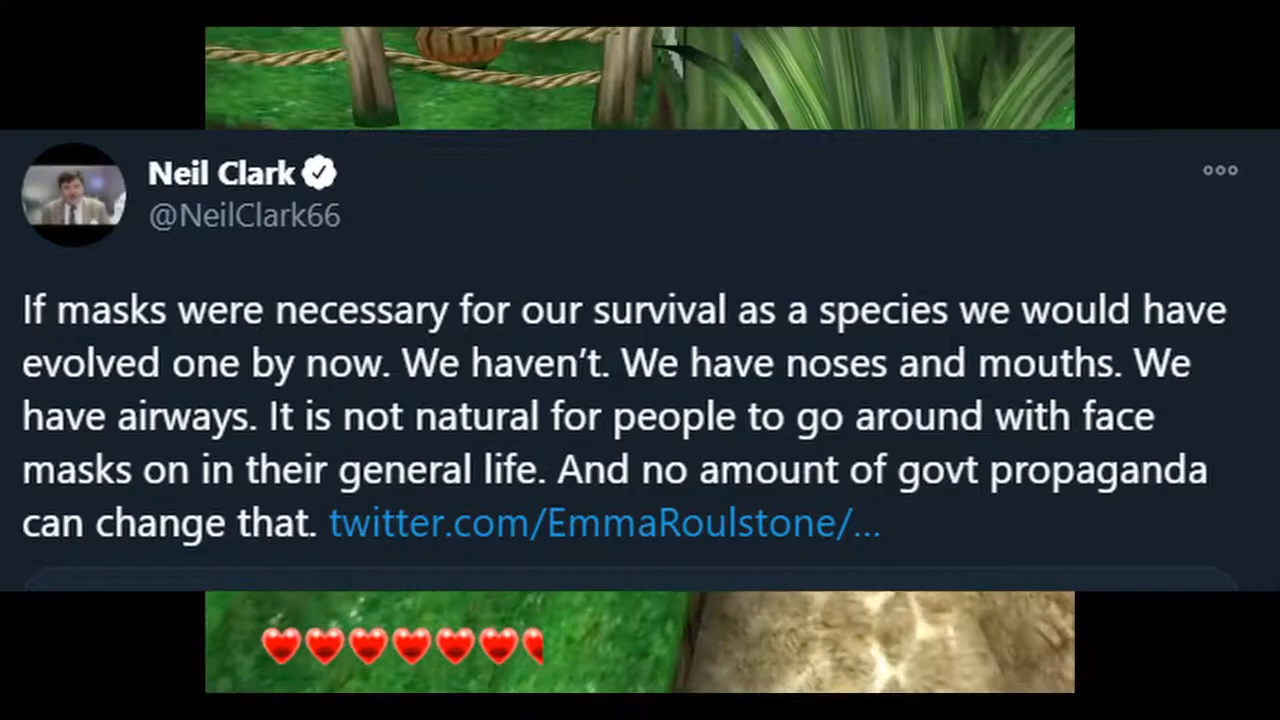 Neil Clark
@NeilClark66
If masks were necessary for our survival as a species we would have
evolved one by now. We haven’t. We have noses and mouths. We
have airways. It is not natural for people to go around with face
masks on in their general life. And no amount of govt propaganda
can change that. twitter.com/EmmaRoulstone/…